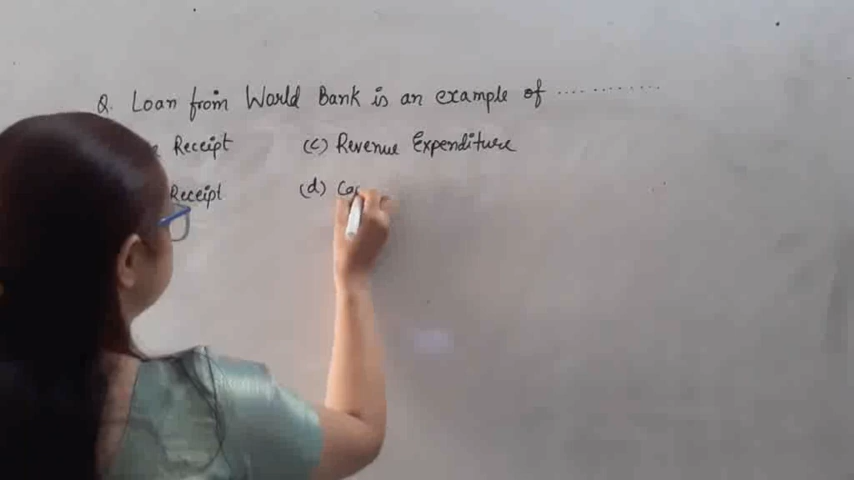 Q. Loan from World Bank is an example of .............
Receipt (c) Revenue Expenditure
Receipt (d)